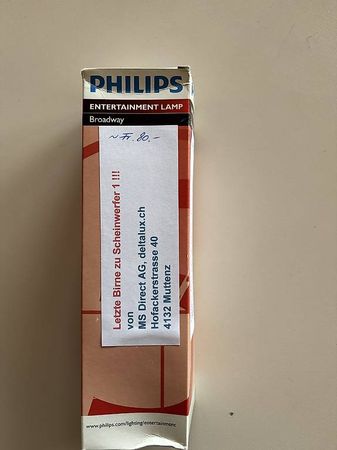 PHILIPS
ENTERTAINMENT LAMP
Broadway
~ Fr. 80.-
Letzte Birne zu Scheinwerfer 1 !!!
von
MS Direct AG, deltalux.ch
Hofackerstrasse 40
4132 Muttenz
www.philips.com/lighting/entertainment